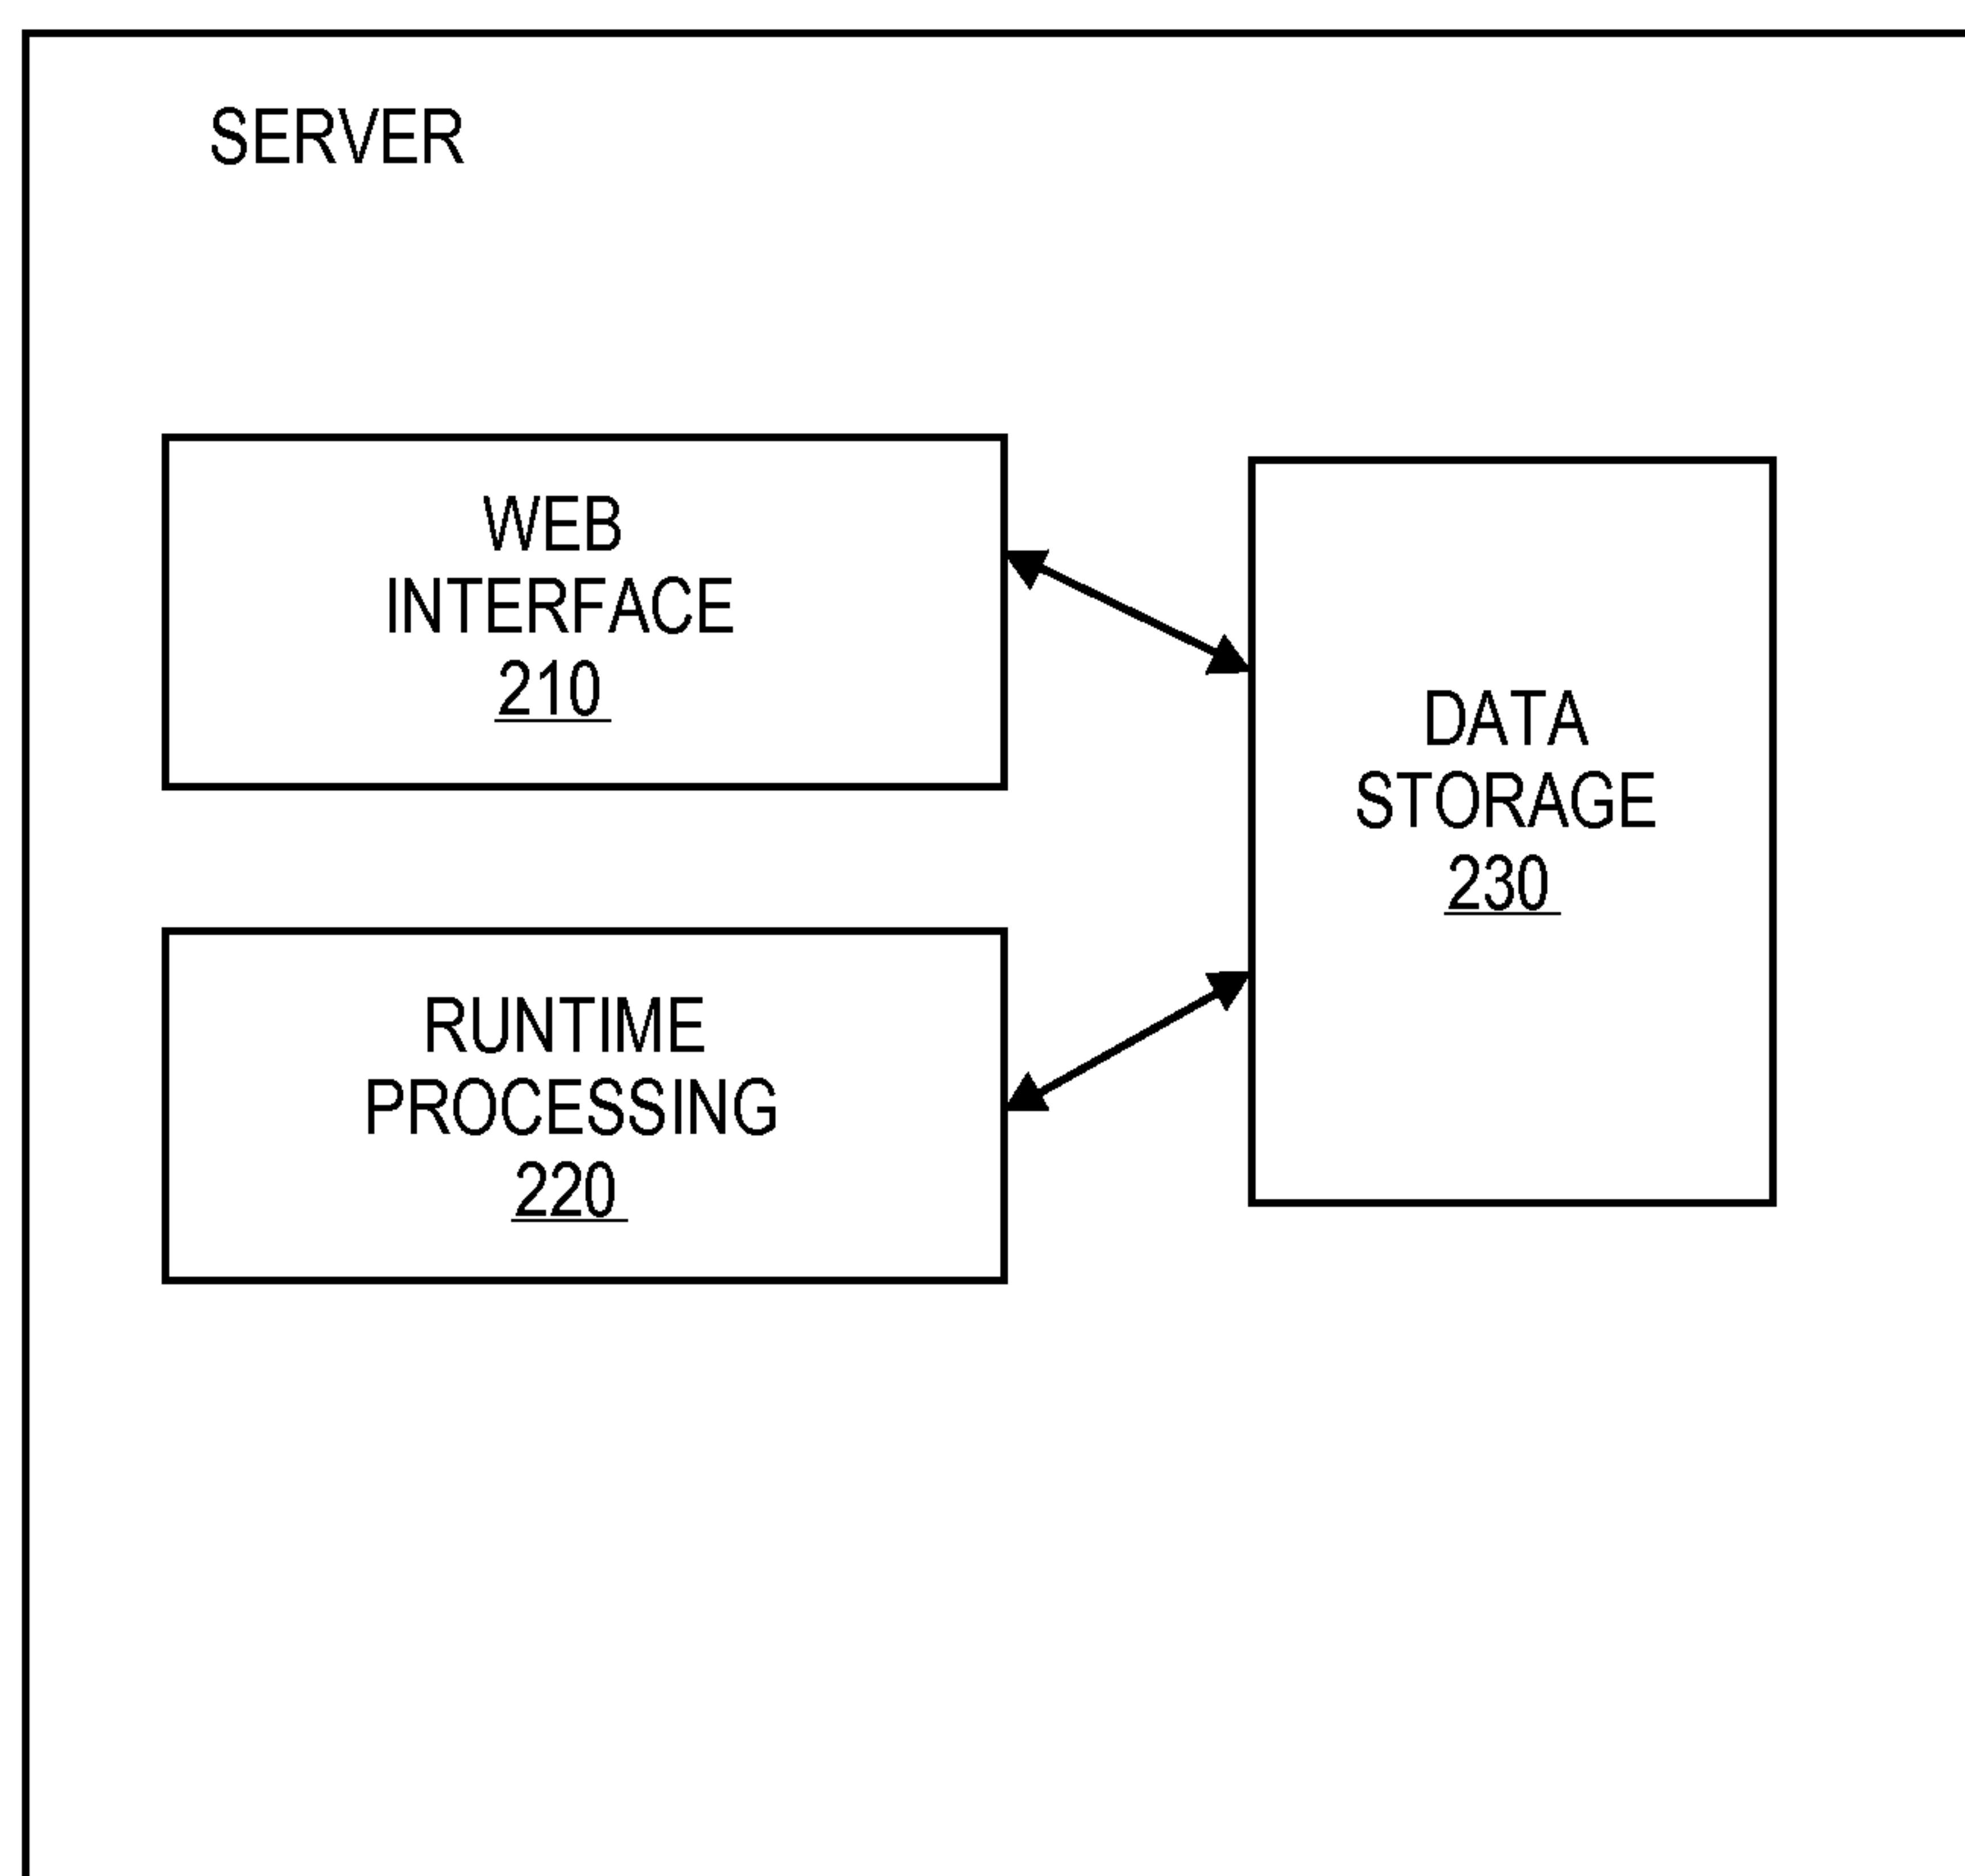 SERVER
WEB
INTERFACE
210
DATA
STORAGE
230
RUNTIME
PROCESSING
220